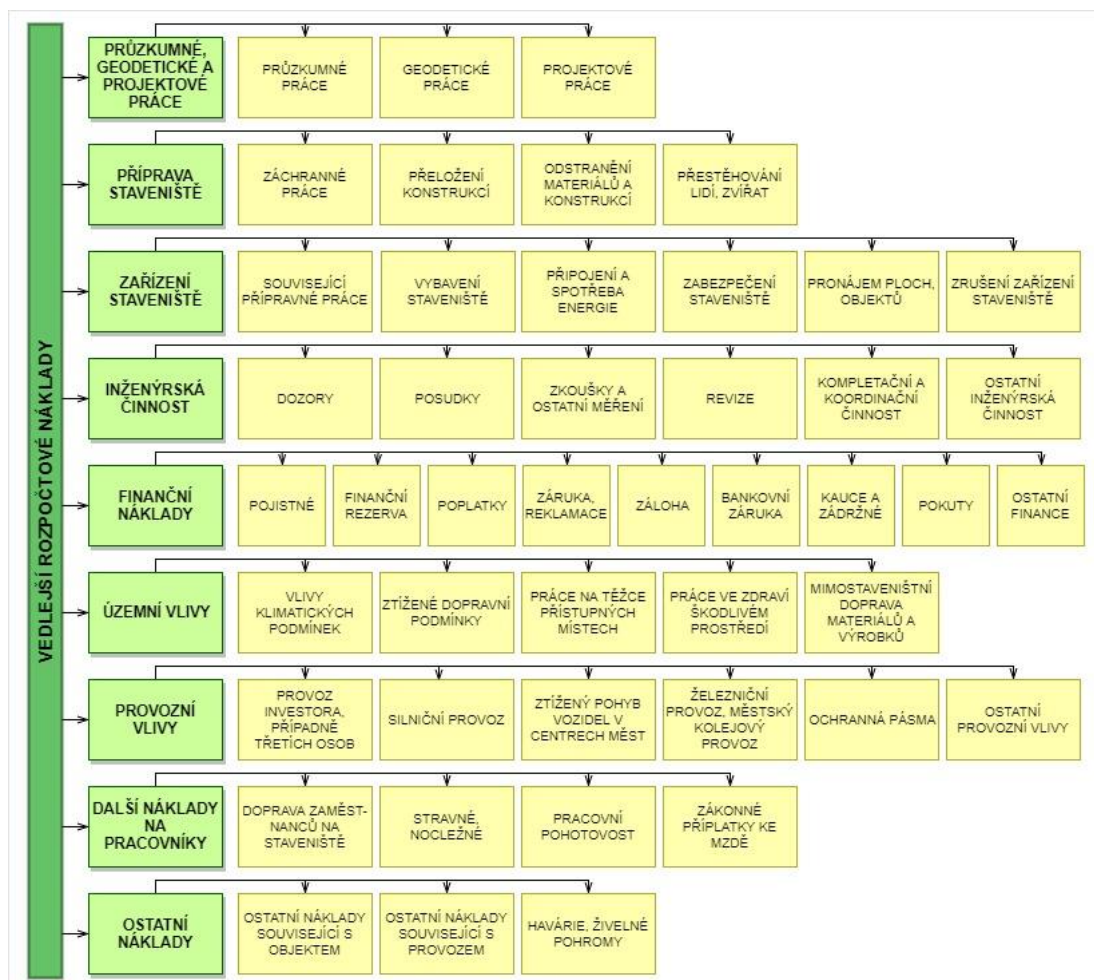 VEDLEJŠÍ ROZPOČTOVÉ NÁKLADY
PRŮZKUMNÉ,
GEODETICKÉ A
PROJEKTOVÉ
PRÁCE
PRŮZKUMNÉ
PRÁCE
GEODETICKÉ
PRÁCE
PROJEKTOVÉ
PRÁCE
PŘÍPRAVA
STAVENIŠTĚ
ZÁCHRANNÉ
PRÁCE
PŘELOŽENÍ
KONSTRUKCÍ
ODSTRANĚNÍ
MATERIÁLŮ A
KONSTRUKCÍ
PŘESTĚHOVÁNÍ
LIDÍ, ZVÍŘAT
ZAŘÍZENÍ
STAVENIŠTĚ
SOUVISEJÍCÍ
PŘÍPRAVNÉ PRÁCE
VYBAVENÍ
STAVENIŠTĚ
PŘIPOJENÍ A
SPOTŘEBA
ENERGIE
ZABEZPEČENÍ
STAVENIŠTĚ
PRONÁJEM PLOCH,
OBJEKTŮ
ZRUŠENÍ ZAŘÍZENÍ
STAVENIŠTĚ
INŽENÝRSKÁ
ČINNOST
DOZORY
POSUDKY
ZKOUŠKY A
OSTATNÍ MĚŘENÍ
REVIZE
KOMPLETAČNÍ A
KOORDINAČNÍ
ČINNOST
OSTATNÍ
INŽENÝRSKÁ
ČINNOST
FINANČNÍ
NÁKLADY
POJISTNÉ
FINANČNÍ
REZERVA
POPLATKY
ZÁRUKA,
REKLAMACE
ZÁLOHA
BANKOVNÍ
ZÁRUKA
KAUCE A
ZÁDRŽNÉ
POKUTY
OSTATNÍ
FINANCE
ÚZEMNÍ VLIVY
VLIVY
KLIMATICKÝCH
PODMÍNEK
ZTÍŽENÉ DOPRAVNÍ
PODMÍNKY
PRÁCE NA TĚŽCE
PŘÍSTUPNÝCH
MÍSTECH
PRÁCE VE ZDRAVÍ
ŠKODLIVÉM
PROSTŘEDÍ
MIMOSTAVENIŠTNÍ
DOPRAVA
MATERIÁLŮ A
VÝROBKŮ
PROVOZNÍ
VLIVY
PROVOZ
INVESTORA,
PŘÍPADNĚ
TŘETÍCH OSOB
SILNIČNÍ PROVOZ
ZTÍŽENÝ POHYB
VOZIDEL V
CENTRECH MĚST
ŽELEZNIČNÍ
PROVOZ, MĚSTSKÝ
KOLEJOVÝ
PROVOZ
OCHRANNÁ PÁSMA
OSTATNÍ
PROVOZNÍ VLIVY
DALŠÍ NÁKLADY
NA
PRACOVNÍKY
DOPRAVA ZAMĚST-
NANCŮ NA
STAVENIŠTĚ
STRAVNÉ,
NOCLEŽNÉ
PRACOVNÍ
POHOTOVOST
ZÁKONNÉ
PŘÍPLATKY KE
MZDĚ
OSTATNÍ
NÁKLADY
OSTATNÍ NÁKLADY
SOUVISEJÍCÍ S
OBJEKTEM
OSTATNÍ NÁKLADY
SOUVISEJÍCÍ S
PROVOZEM
HAVÁRIE, ŽIVELNÉ
POHROMY